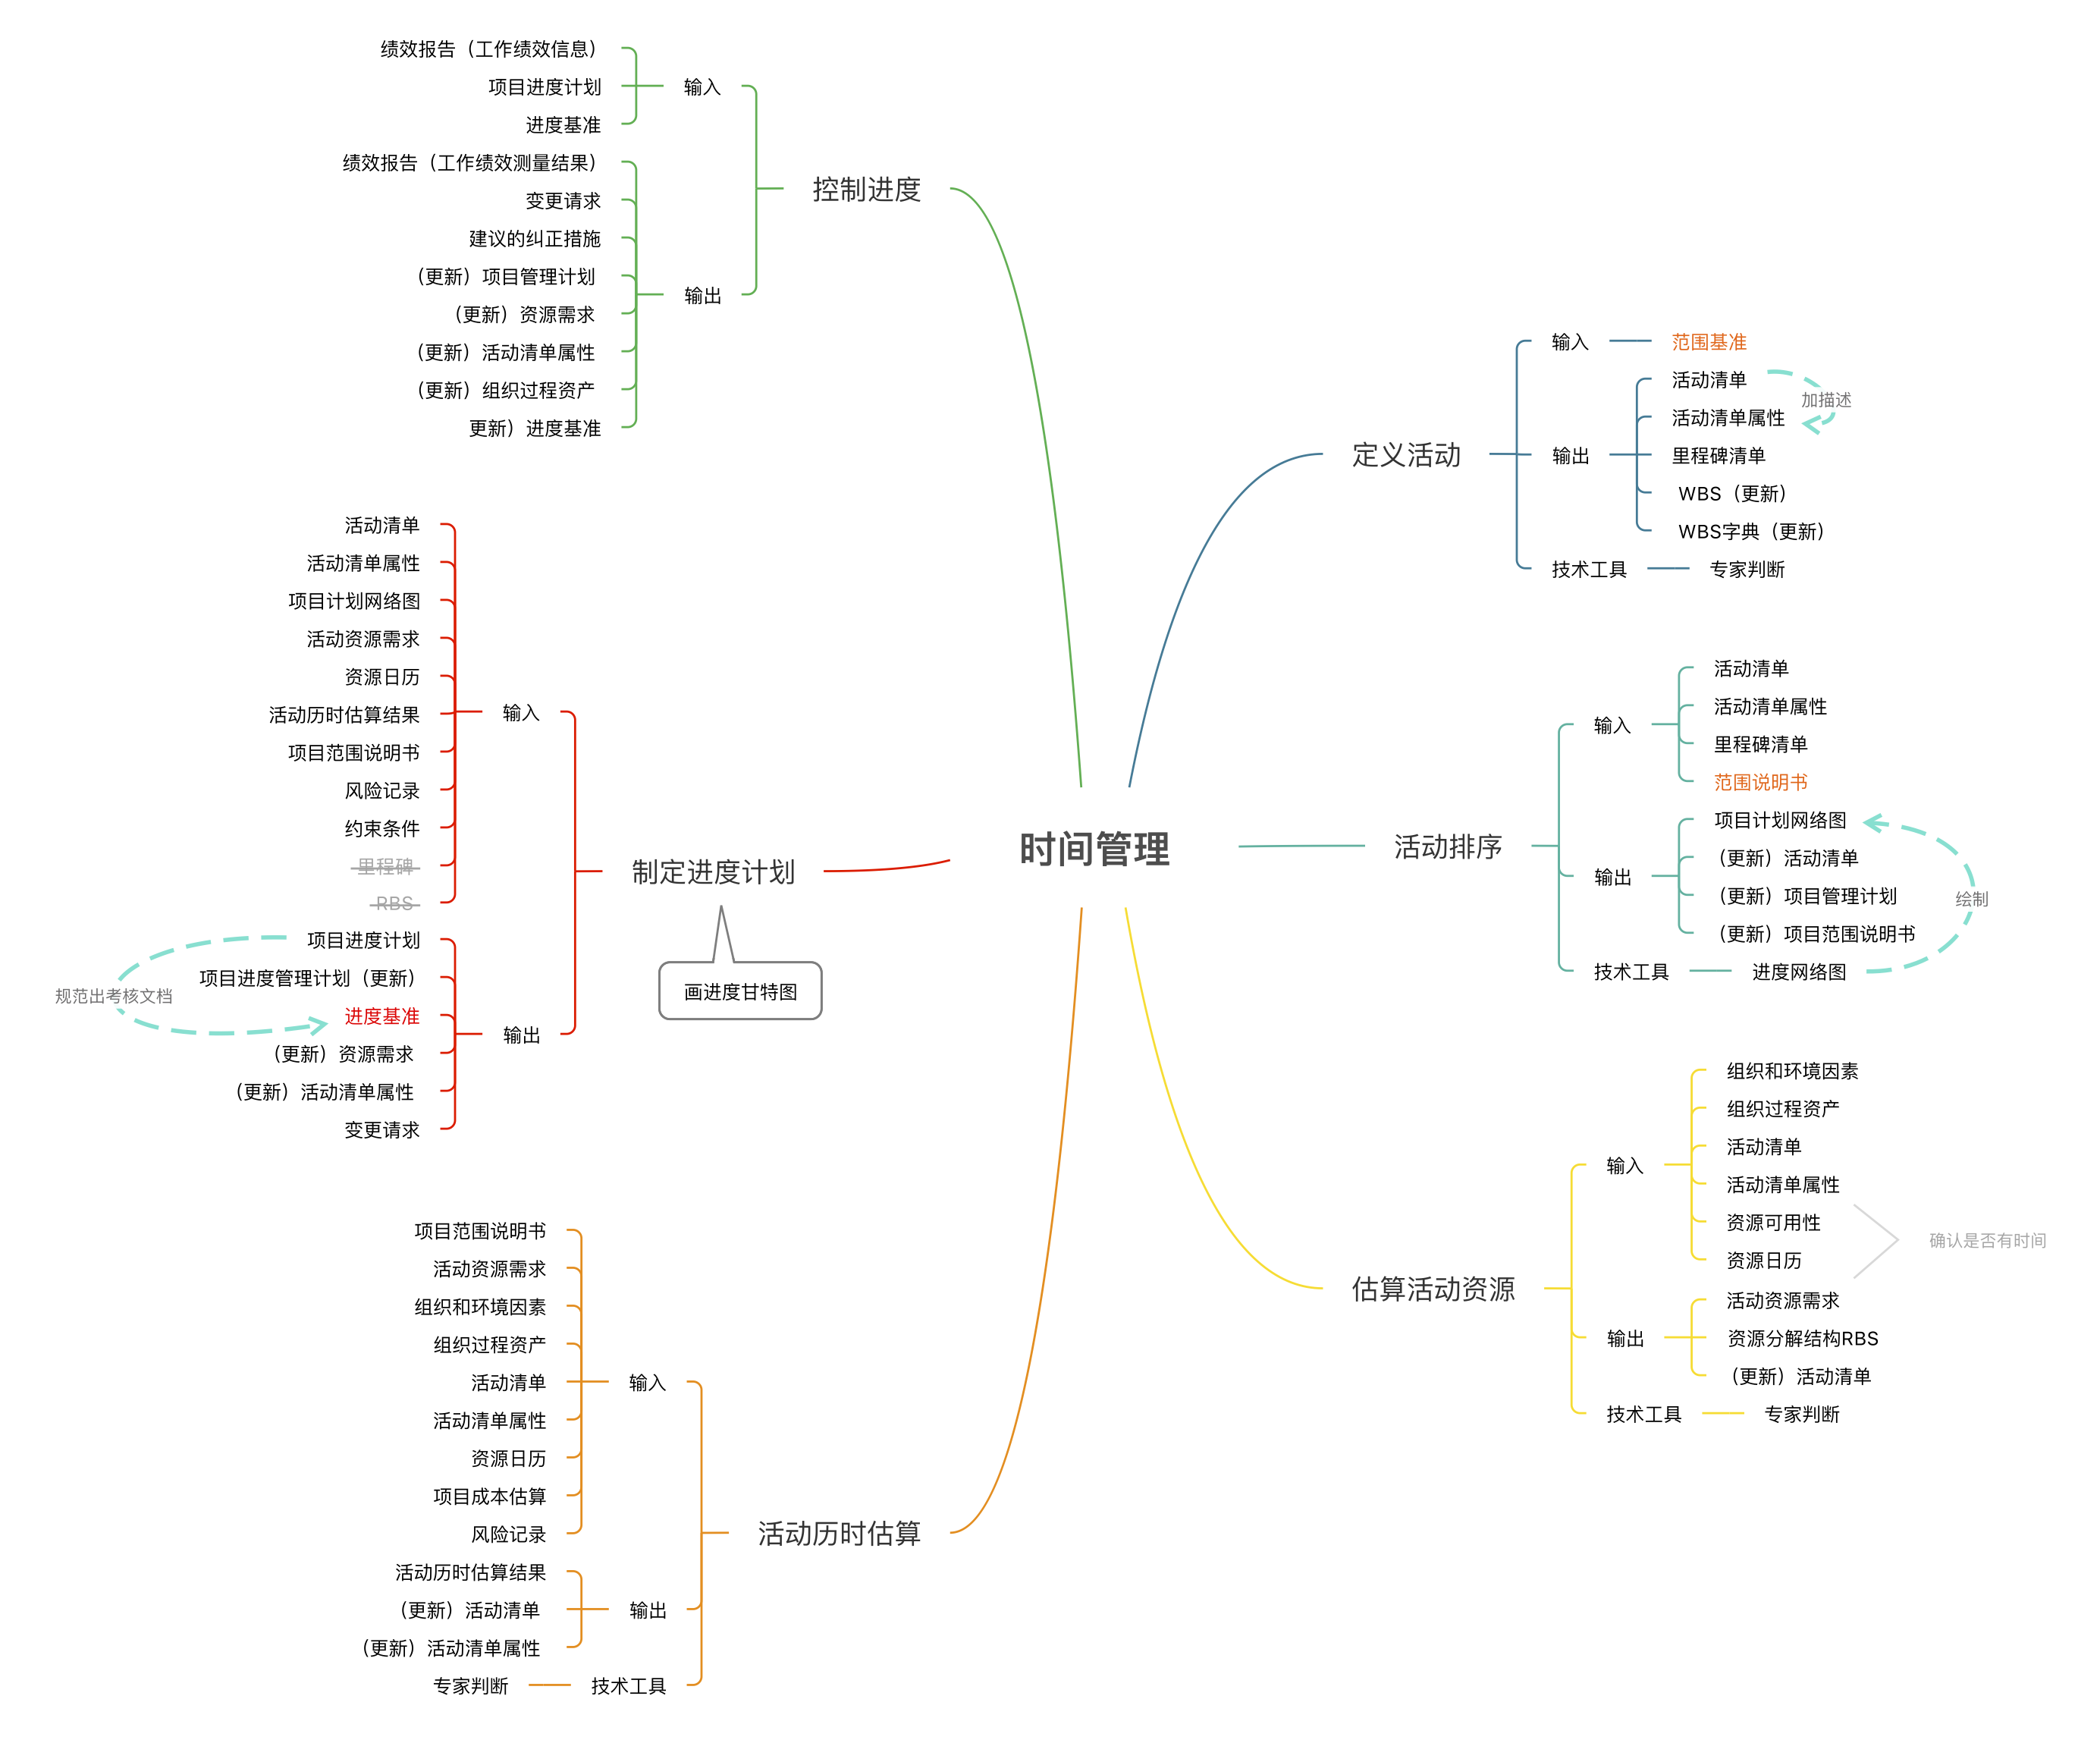 时间管理
定义活动
输入
范围基准
输出
活动清单
活动清单属性
加描述
里程碑清单
WBS（更新）
WBS字典（更新）
技术工具
专家判断
活动排序
输入
活动清单
活动清单属性
里程碑清单
范围说明书
输出
项目计划网络图
（更新）活动清单
（更新）项目管理计划
（更新）项目范围说明书
绘制
技术工具
进度网络图
估算活动资源
输入
组织和环境因素
组织过程资产
活动清单
活动清单属性
资源可用性
资源日历
确认是否有时间
输出
活动资源需求
资源分解结构RBS
（更新）活动清单
技术工具
专家判断
活动历时估算
输入
项目范围说明书
活动资源需求
组织和环境因素
组织过程资产
活动清单
活动清单属性
资源日历
项目成本估算
风险记录
输出
活动历时估算结果
（更新）活动清单
（更新）活动清单属性
技术工具
专家判断
制定进度计划
画进度甘特图
输入
活动清单
活动清单属性
项目计划网络图
活动资源需求
资源日历
活动历时估算结果
项目范围说明书
风险记录
约束条件
里程碑
RBS
输出
项目进度计划
项目进度管理计划（更新）
规范出考核文档
进度基准
（更新）资源需求
（更新）活动清单属性
变更请求
控制进度
输入
绩效报告（工作绩效信息）
项目进度计划
进度基准
输出
绩效报告（工作绩效测量结果）
变更请求
建议的纠正措施
（更新）项目管理计划
（更新）资源需求
（更新）活动清单属性
（更新）组织过程资产
更新）进度基准